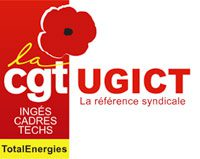 la
cgt UGICT
La référence syndicale
INGÉS
CADRES
TECHS
TotalEnergies